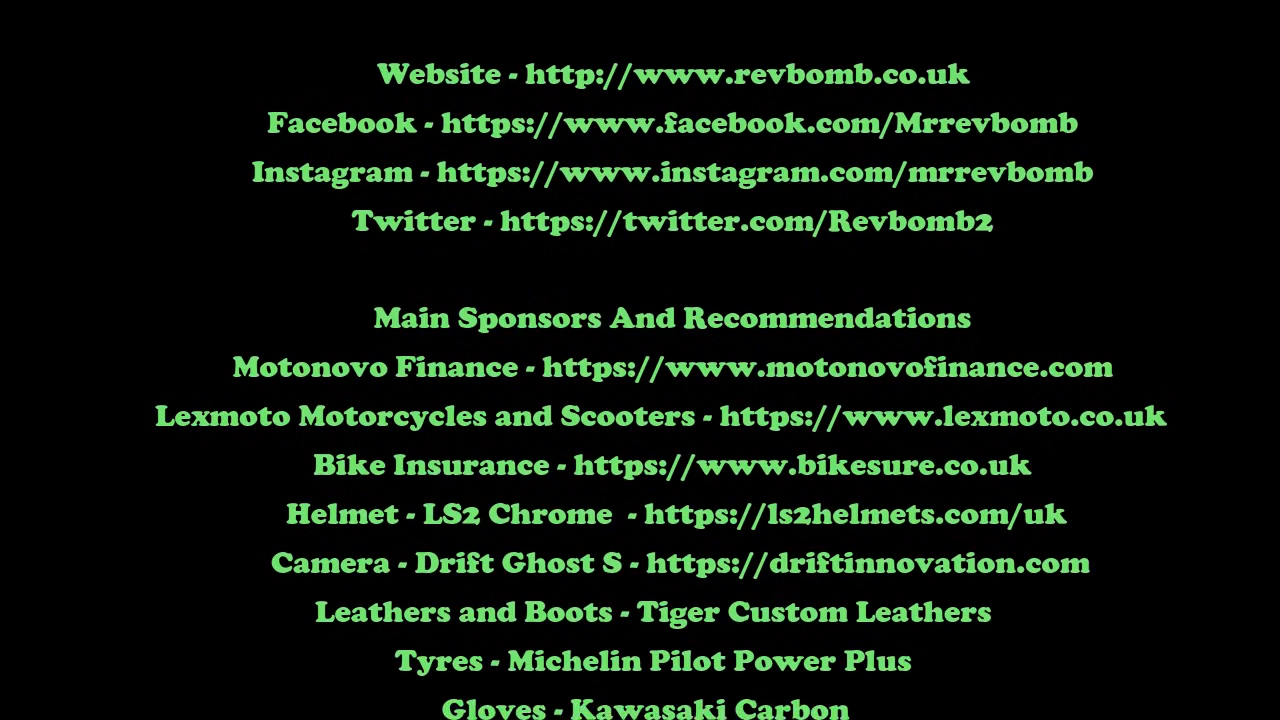 Website - http://www.revbomb.co.uk
Facebook - https://www.facebook.com/Mrrevbomb
Instagram - https://www.instagram.com/mrrevbomb
Twitter - https://twitter.com/Revbomb2
Main Sponsors And Recommendations
Motonovo Finance - https://www.motonovofinance.com
Lexmoto Motorcycles and Scooters - https://www.lexmoto.co.uk
Bike Insurance - https://www.bikesure.co.uk
Helmet - LS2 Chrome  - https://ls2helmets.com/uk
Camera - Drift Ghost S - https://driftinnovation.com
Leathers and Boots - Tiger Custom Leathers
Tyres - Michelin Pilot Power Plus
Gloves - Kawasaki Carbon